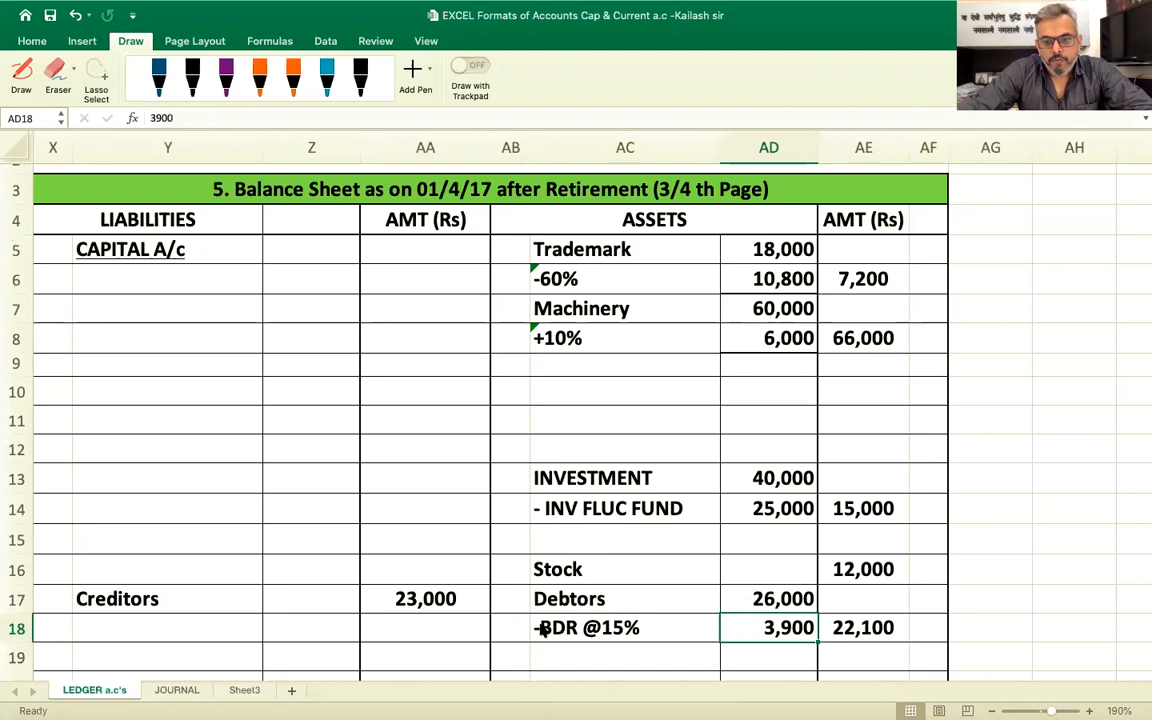 EXCEL Formats of Accounts Cap & Current a.c -Kailash sir
Home Insert Draw Page Layout Formulas Data Review View
Draw Eraser Lasso Select Add Pen OFF Draw with Trackpad
AD18 fx 3900
X Y Z AA AB AC AD AE AF AG AH
3 5. Balance Sheet as on 01/4/17 after Retirement (3/4 th Page)
4 LIABILITIES AMT (Rs) ASSETS AMT (Rs)
5 CAPITAL A/c Trademark 18,000
6 -60% 10,800 7,200
7 Machinery 60,000
8 +10% 6,000 66,000
9
10
11
12
13 INVESTMENT 40,000
14 - INV FLUC FUND 25,000 15,000
15
16 Stock 12,000
17 Creditors 23,000 Debtors 26,000
18 -BDR @15% 3,900 22,100
19
LEDGER a.c's JOURNAL Sheet3 +
Ready 190%